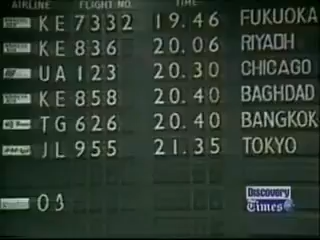 AIRLINE FLIGHT NO. TIME
KE 7332 19.46 FUKUOKA
KE 836 20.06 RIYADH
UA 123 20.30 CHICAGO
KE 858 20.40 BAGHDAD
TG 626 20.40 BANGKOK
JL 955 21.35 TOKYO
Discovery
Times